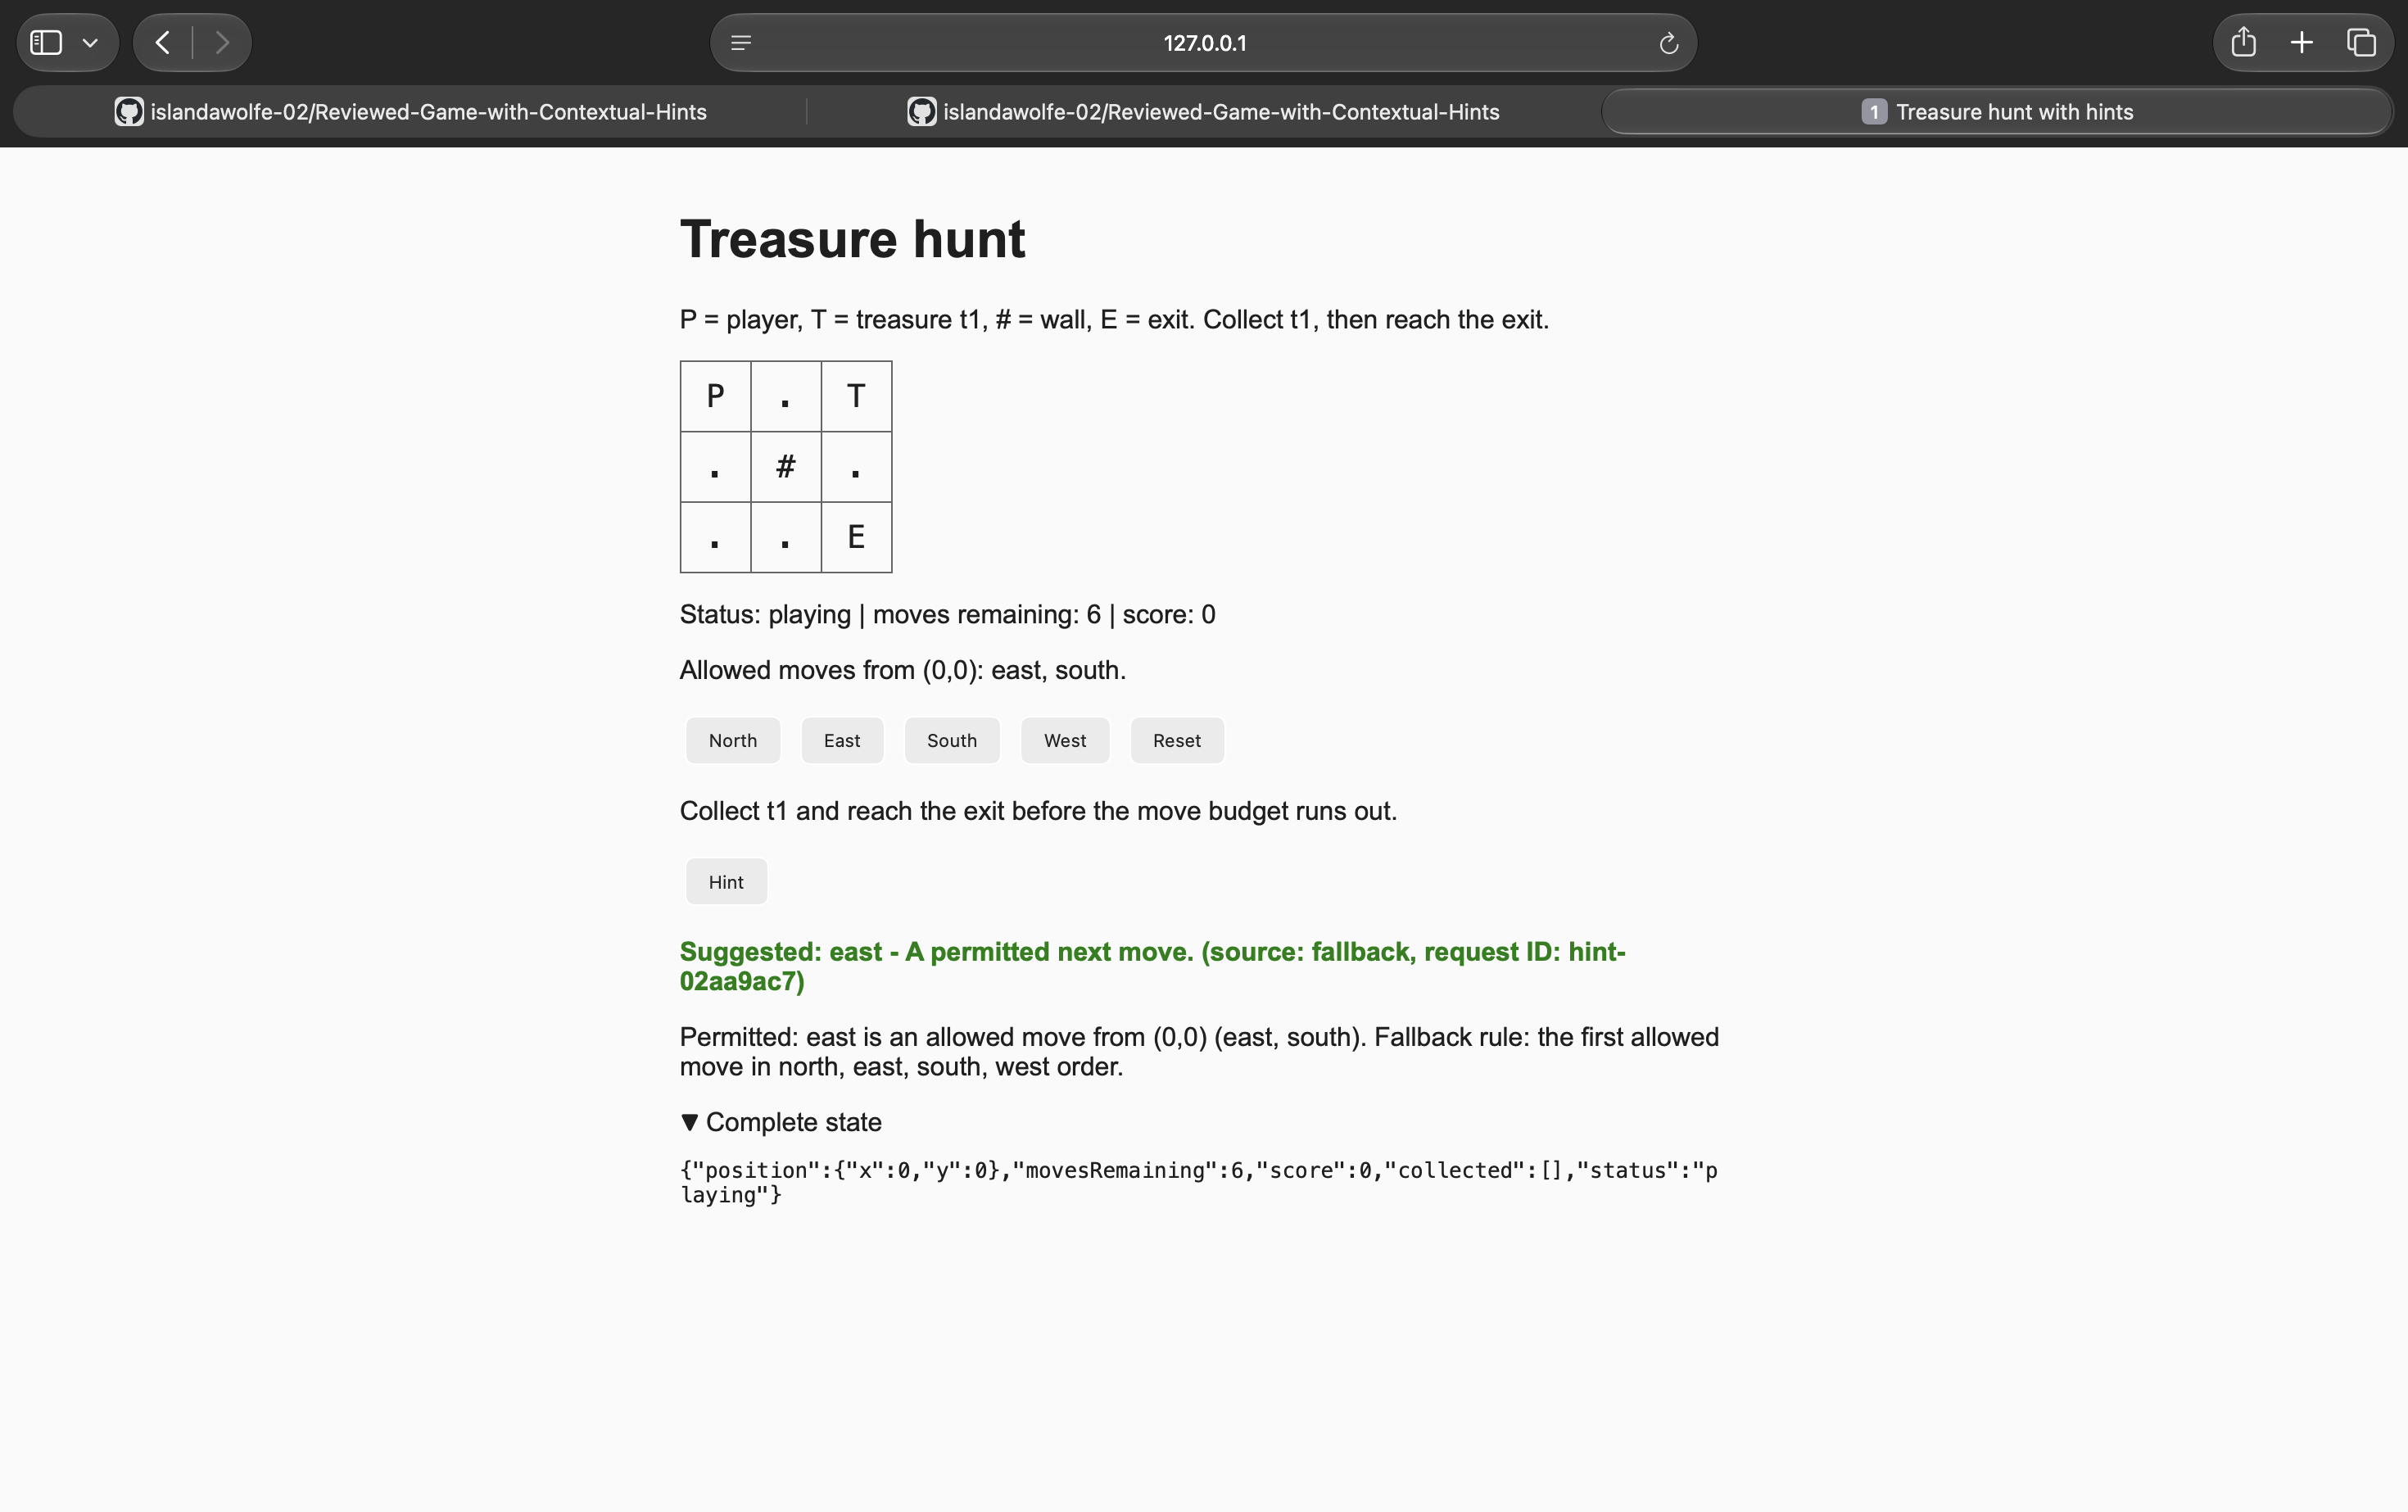 127.0.0.1
islandawolfe-02/Reviewed-Game-with-Contextual-Hints
islandawolfe-02/Reviewed-Game-with-Contextual-Hints
1 Treasure hunt with hints
Treasure hunt
P = player, T = treasure t1, # = wall, E = exit. Collect t1, then reach the exit.
P . T
. # .
. . E
Status: playing | moves remaining: 6 | score: 0
Allowed moves from (0,0): east, south.
North East South West Reset
Collect t1 and reach the exit before the move budget runs out.
Hint
Suggested: east - A permitted next move. (source: fallback, request ID: hint-
02aa9ac7)
Permitted: east is an allowed move from (0,0) (east, south). Fallback rule: the first allowed
move in north, east, south, west order.
▼ Complete state
{"position":{"x":0,"y":0},"movesRemaining":6,"score":0,"collected":[],"status":"p
laying"}